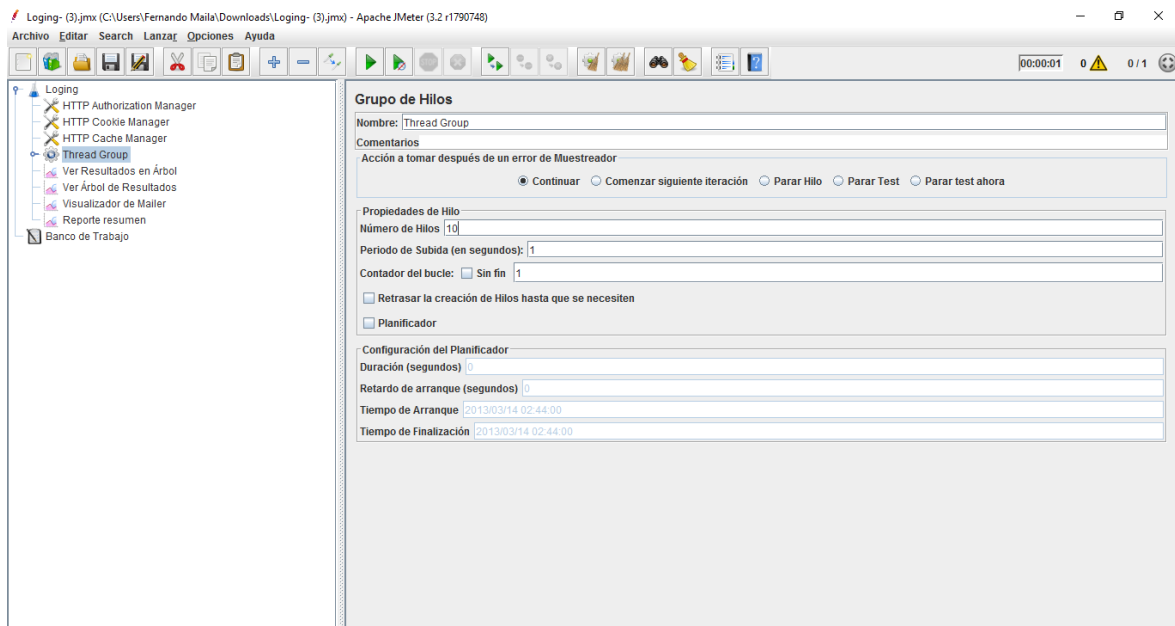 Loging- (3).jmx (C:\Users\Fernando Maila\Downloads\Loging- (3).jmx) - Apache JMeter (3.2 r1790748)
Archivo Editar Search Lanzar Opciones Ayuda
00:00:01 0 0 / 1
Loging
HTTP Authorization Manager
HTTP Cookie Manager
HTTP Cache Manager
Thread Group
Ver Resultados en Árbol
Ver Árbol de Resultados
Visualizador de Mailer
Reporte resumen
Banco de Trabajo
Grupo de Hilos
Nombre: Thread Group
Comentarios
Acción a tomar después de un error de Muestreador
Continuar Comenzar siguiente iteración Parar Hilo Parar Test Parar test ahora
Propiedades de Hilo
Número de Hilos 10
Periodo de Subida (en segundos): 1
Contador del bucle: Sin fin 1
Retrasar la creación de Hilos hasta que se necesiten
Planificador
Configuración del Planificador
Duración (segundos) 0
Retardo de arranque (segundos) 0
Tiempo de Arranque 2013/03/14 02:44:00
Tiempo de Finalización 2013/03/14 02:44:00